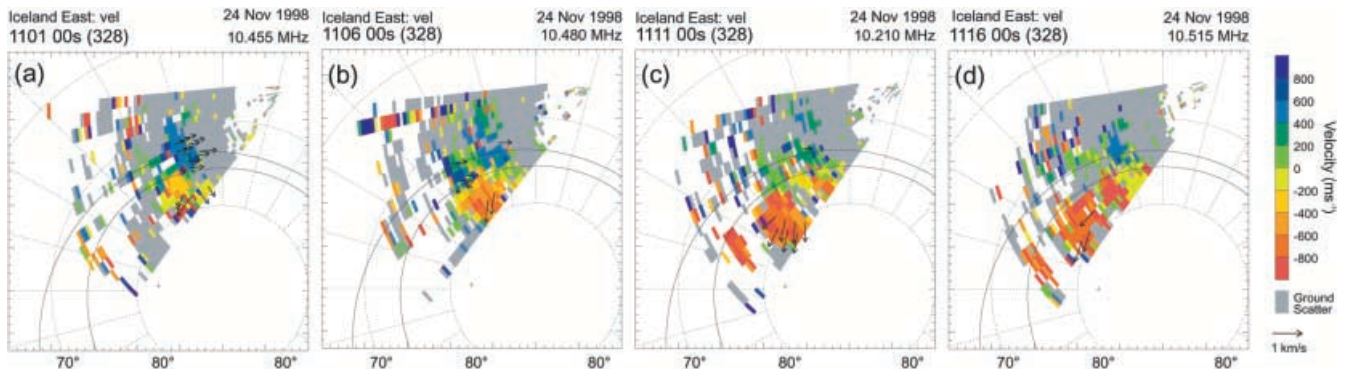 Iceland East: vel 24 Nov 1998
1101 00s (328) 10.455 MHz
(a)
Iceland East: vel 24 Nov 1998
1106 00s (328) 10.480 MHz
(b)
Iceland East: vel 24 Nov 1998
1111 00s (328) 10.210 MHz
(c)
Iceland East: vel 24 Nov 1998
1116 00s (328) 10.515 MHz
(d)
800
600
400
200
0
-200
-400
-600
-800
Velocity (ms⁻¹)
Ground
Scatter
1 km/s
70° 80° 80°
70° 80° 80°
70° 80° 80°
70° 80° 80°